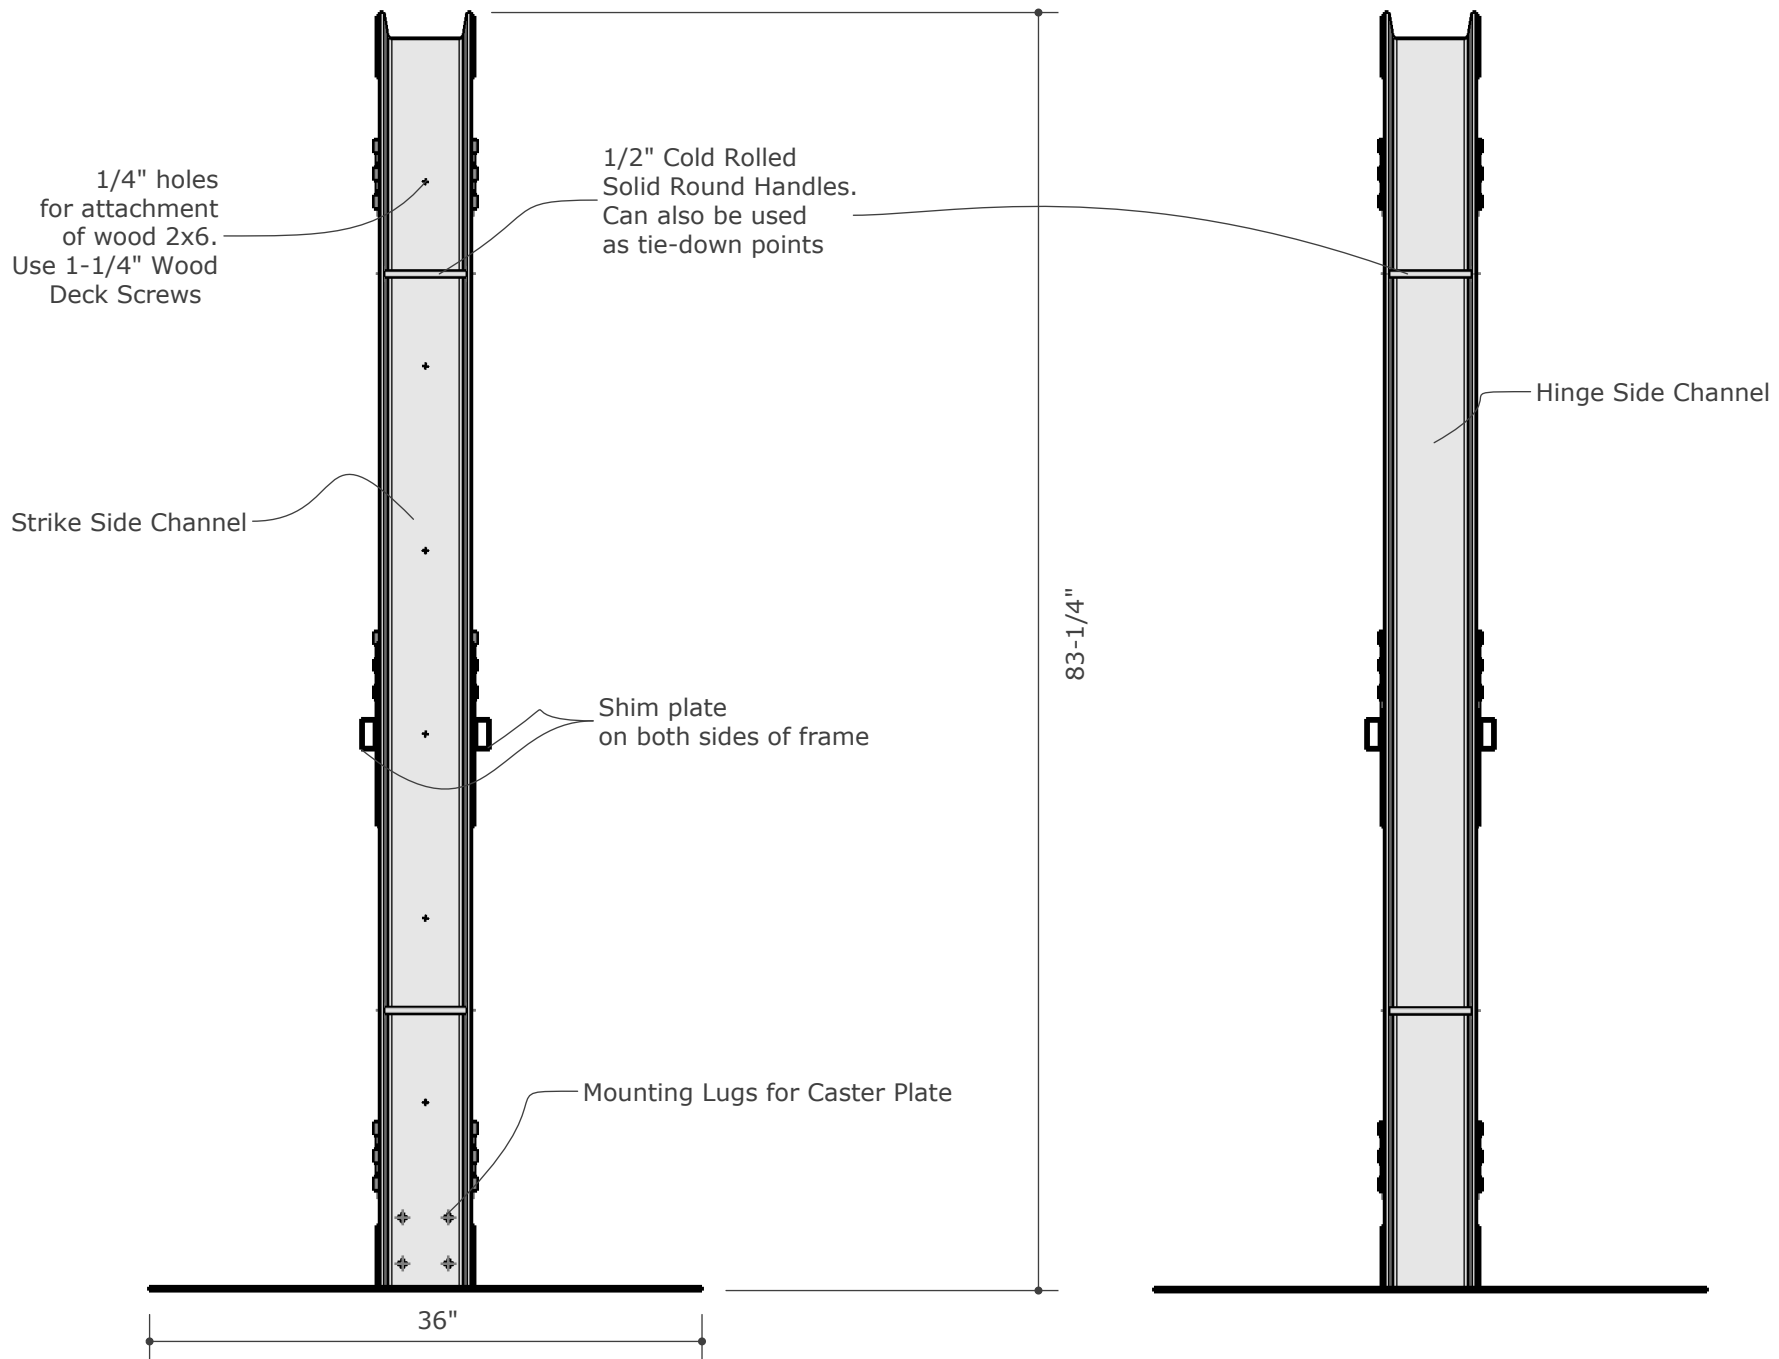 1/4" holes
for attachment
of wood 2x6.
Use 1-1/4" Wood
Deck Screws
1/2" Cold Rolled
Solid Round Handles.
Can also be used
as tie-down points
Hinge Side Channel
Strike Side Channel
83-1/4"
Shim plate
on both sides of frame
Mounting Lugs for Caster Plate
36"